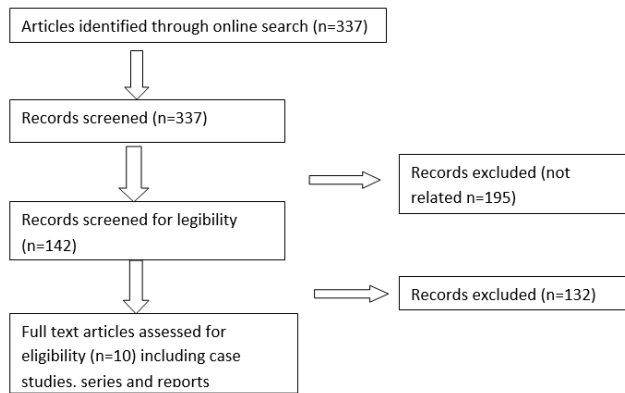 Articles identified through online search (n=337)
Records screened (n=337)
Records excluded (not
related n=195)
Records screened for legibility
(n=142)
Records excluded (n=132)
Full text articles assessed for
eligibility (n=10) including case
studies, series and reports